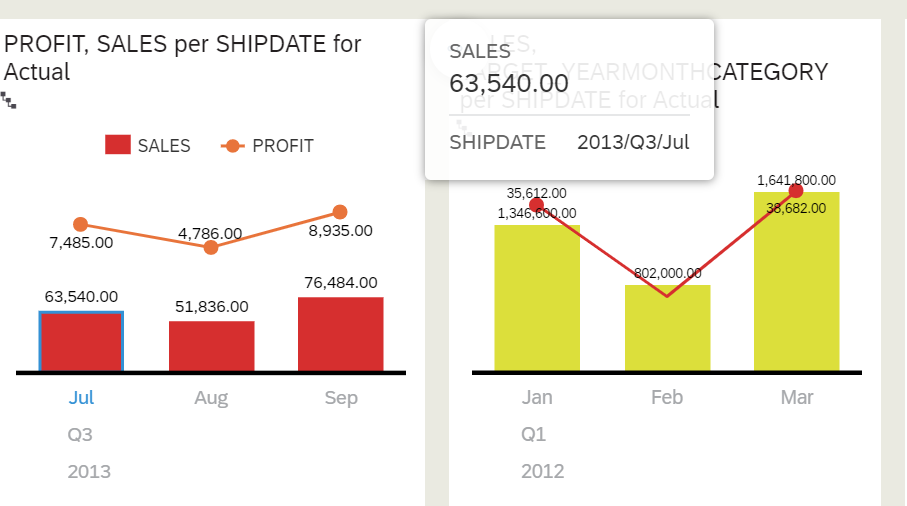 PROFIT, SALES per SHIPDATE for
Actual
SALES
PROFIT
7,485.00
4,786.00
8,935.00
63,540.00
51,836.00
76,484.00
Jul
Aug
Sep
Q3
2013
SALES
63,540.00
SHIPDATE 2013/Q3/Jul
LES,
YEARMONTHCATEGORY
per SHIPDATE for Actual
35,612.00
1,346,600.00
802,000.00
1,641,800.00
38,682.00
Jan
Feb
Mar
Q1
2012